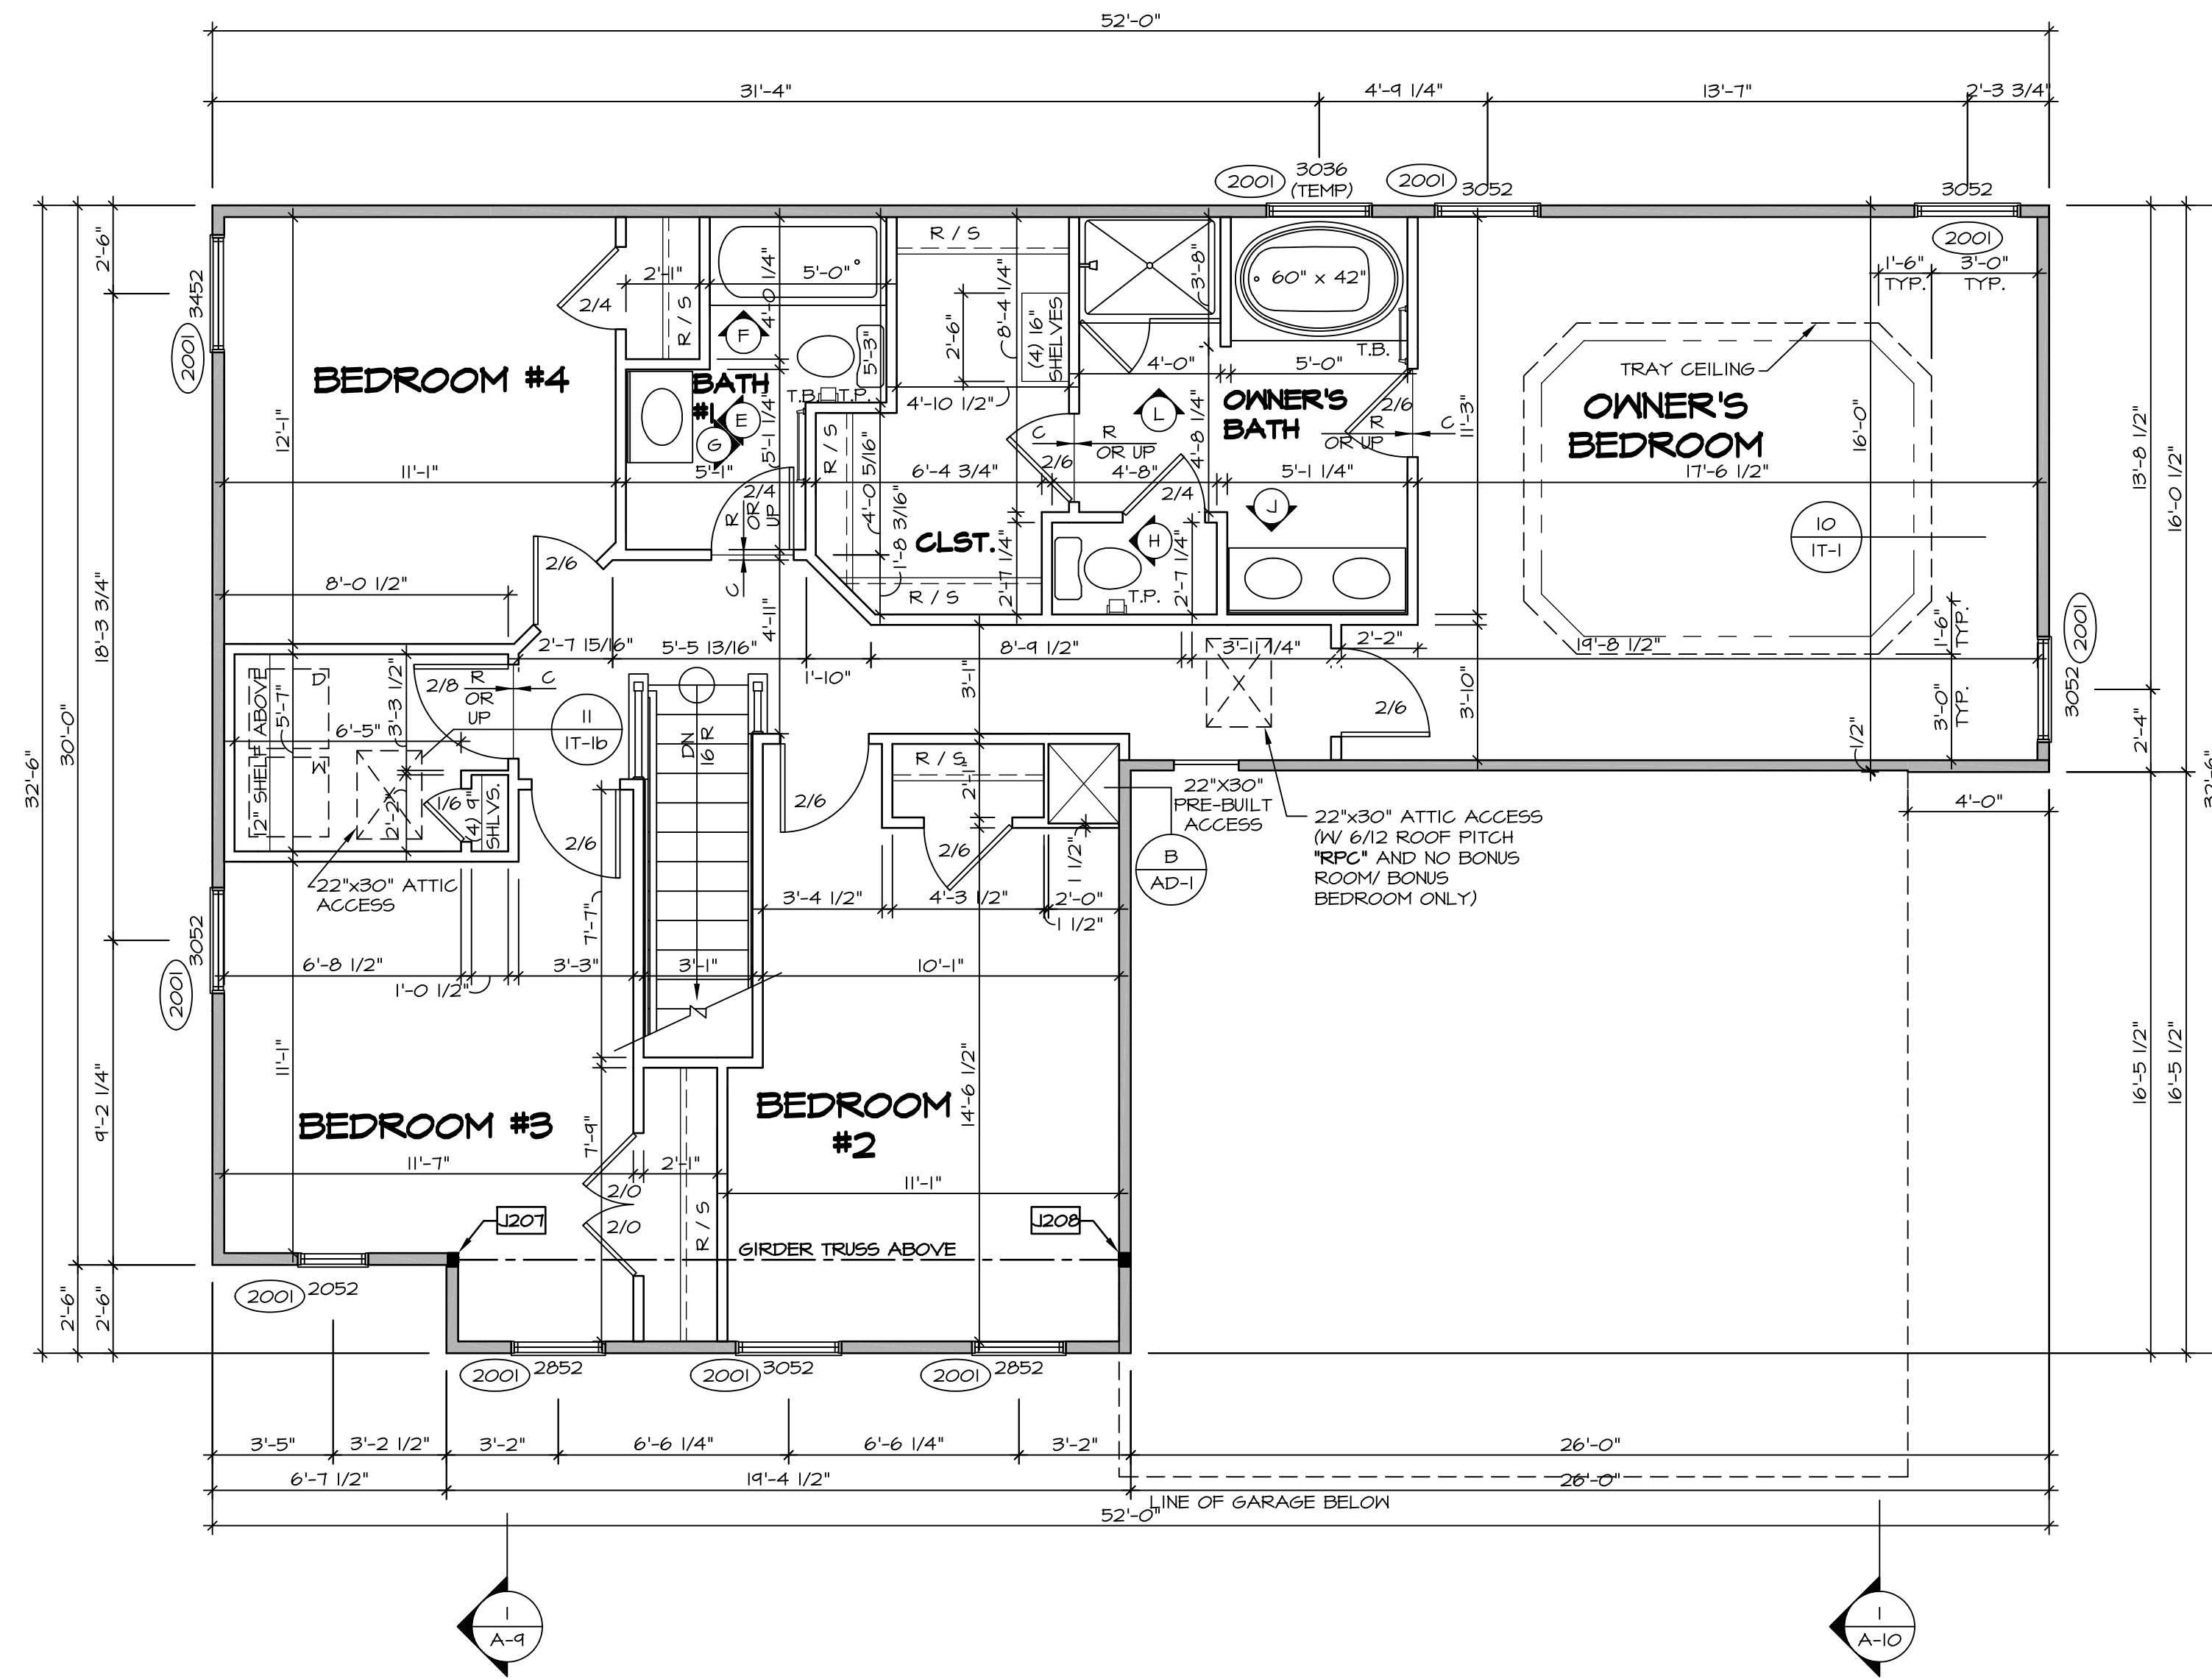 52'-0"
31'-4"
4'-9 1/4"
13'-7"
2'-3 3/4"
2001
3036
(TEMP)
2001
3052
3052
2001
2'-6"
3452
2001
18'-3 3/4"
30'-0"
32'-6"
9'-2 1/4"
2'-6"
2'-6"
3052
2001
BEDROOM #4
12'-1"
11'-1"
8'-0 1/2"
2/4
2/6
2'-1"
R / S
5'-0"
4'-0 1/4"
F
BATH
#1
E
G
T.B.
T.P.
5'-3"
5'-1 1/4"
5'-1"
2/4
R
OR
UP
C
4'-11"
R / S
2'-6"
8'-4 1/4"
(4) 16"
SHELVES
4'-10 1/2"
R / S
4'-0 5/16"
1'-8 3/16"
6'-4 3/4"
CLST.
R / S
2'-7 1/4"
C
R
OR UP
2/6
3'-8"
60" x 42"
T.B.
4'-0"
5'-0"
L
OWNER'S
BATH
4'-8 1/4"
4'-8"
2/4
5'-1 1/4"
2/6
R
OR UP
C
J
H
T.P.
2'-7 1/4"
11'-3"
TRAY CEILING
OWNER'S
BEDROOM
17'-6 1/2"
16'-0"
1'-6"
TYP.
3'-0"
TYP.
10
IT-1
1'-6"
TYP.
3'-0"
TYP.
1/2"
19'-8 1/2"
2001
3052
13'-8 1/2"
16'-0 1/2"
2'-4"
32'-6"
16'-5 1/2"
16'-5 1/2"
4'-0"
2'-7 15/16"
5'-5 13/16"
1'-10"
8'-9 1/2"
3'-11 1/4"
2'-2"
3'-1"
3'-10"
2/6
12" SHELF ABOVE
5'-7"
D
W
3'-3 1/2"
6'-5"
2/8
R
OR
UP
C
11
IT-1b
2'-2"
1/6
(4) 9"
SHLVS.
22"x30" ATTIC
ACCESS
2/6
DN
16 R
2/6
R / S
2'-1"
2/6
1 1/2"
22"X30"
PRE-BUILT
ACCESS
B
AD-1
22"x30" ATTIC ACCESS
(W/ 6/12 ROOF PITCH
"RPC" AND NO BONUS
ROOM/ BONUS
BEDROOM ONLY)
3'-4 1/2"
4'-3 1/2"
2'-0"
1 1/2"
6'-8 1/2"
1'-0 1/2"
3'-3"
3'-1"
10'-1"
7'-7"
11'-1"
14'-6 1/2"
BEDROOM #3
BEDROOM
#2
7'-9"
11'-7"
2'-1"
11'-1"
2/0
2/0
R / S
J207
J208
GIRDER TRUSS ABOVE
2001
2052
2001
2852
2001
3052
2001
2852
3'-5"
3'-2 1/2"
3'-2"
6'-6 1/4"
6'-6 1/4"
3'-2"
26'-0"
6'-7 1/2"
19'-4 1/2"
26'-0"
LINE OF GARAGE BELOW
52'-0"
1
A-9
1
A-10